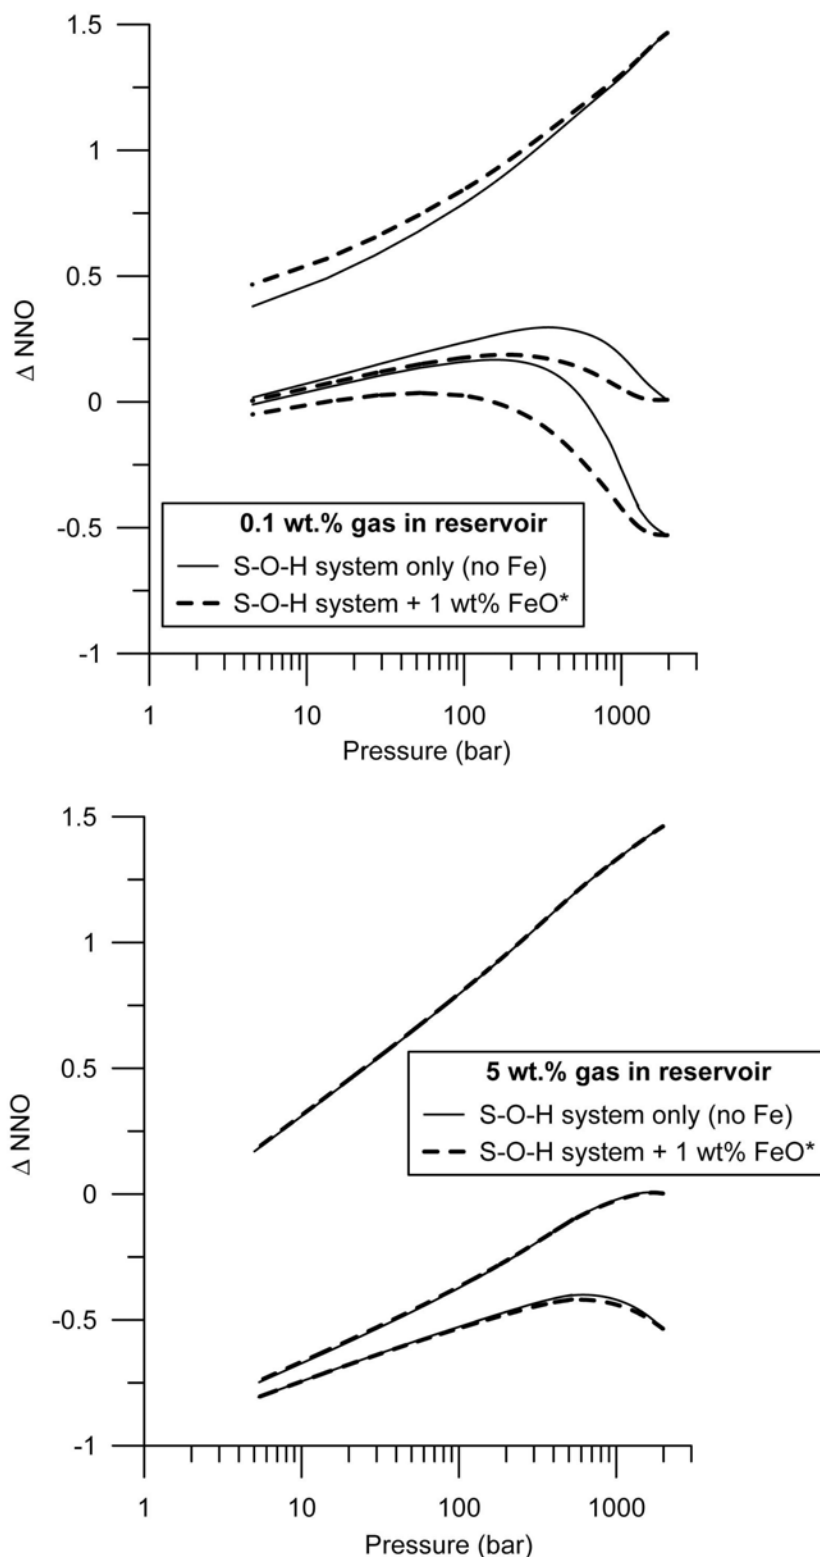 1.5
1
0.5
0
-0.5
-1
Δ NNO
0.1 wt.% gas in reservoir
S-O-H system only (no Fe)
S-O-H system + 1 wt% FeO*
1 10 100 1000
Pressure (bar)
1.5
1
0.5
0
-0.5
-1
Δ NNO
5 wt.% gas in reservoir
S-O-H system only (no Fe)
S-O-H system + 1 wt% FeO*
1 10 100 1000
Pressure (bar)